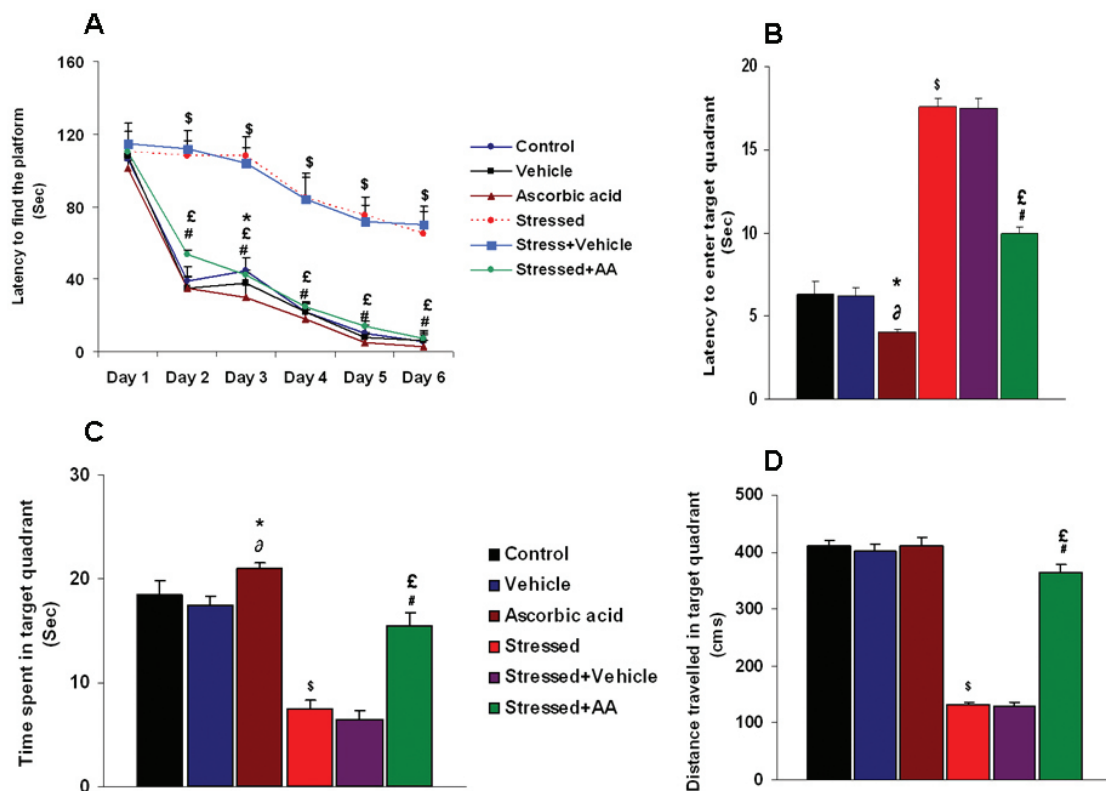 A
Latency to find the platform
(Sec)
160
120
80
40
0
$
$
$
$
$
£
#
*
£
#
£
#
£
#
£
#
Day 1 Day 2 Day 3 Day 4 Day 5 Day 6
Control
Vehicle
Ascorbic acid
Stressed
Stress+Vehicle
Stressed+AA
B
Latency to enter target quadrant
(Sec)
20
15
10
5
0
*
∂
$
£
#
C
Time spent in target quadrant
(Sec)
30
20
10
0
*
∂
$
£
#
Control
Vehicle
Ascorbic acid
Stressed
Stressed+Vehicle
Stressed+AA
D
Distance travelled in target quadrant
(cms)
500
400
300
200
100
0
$
£
#